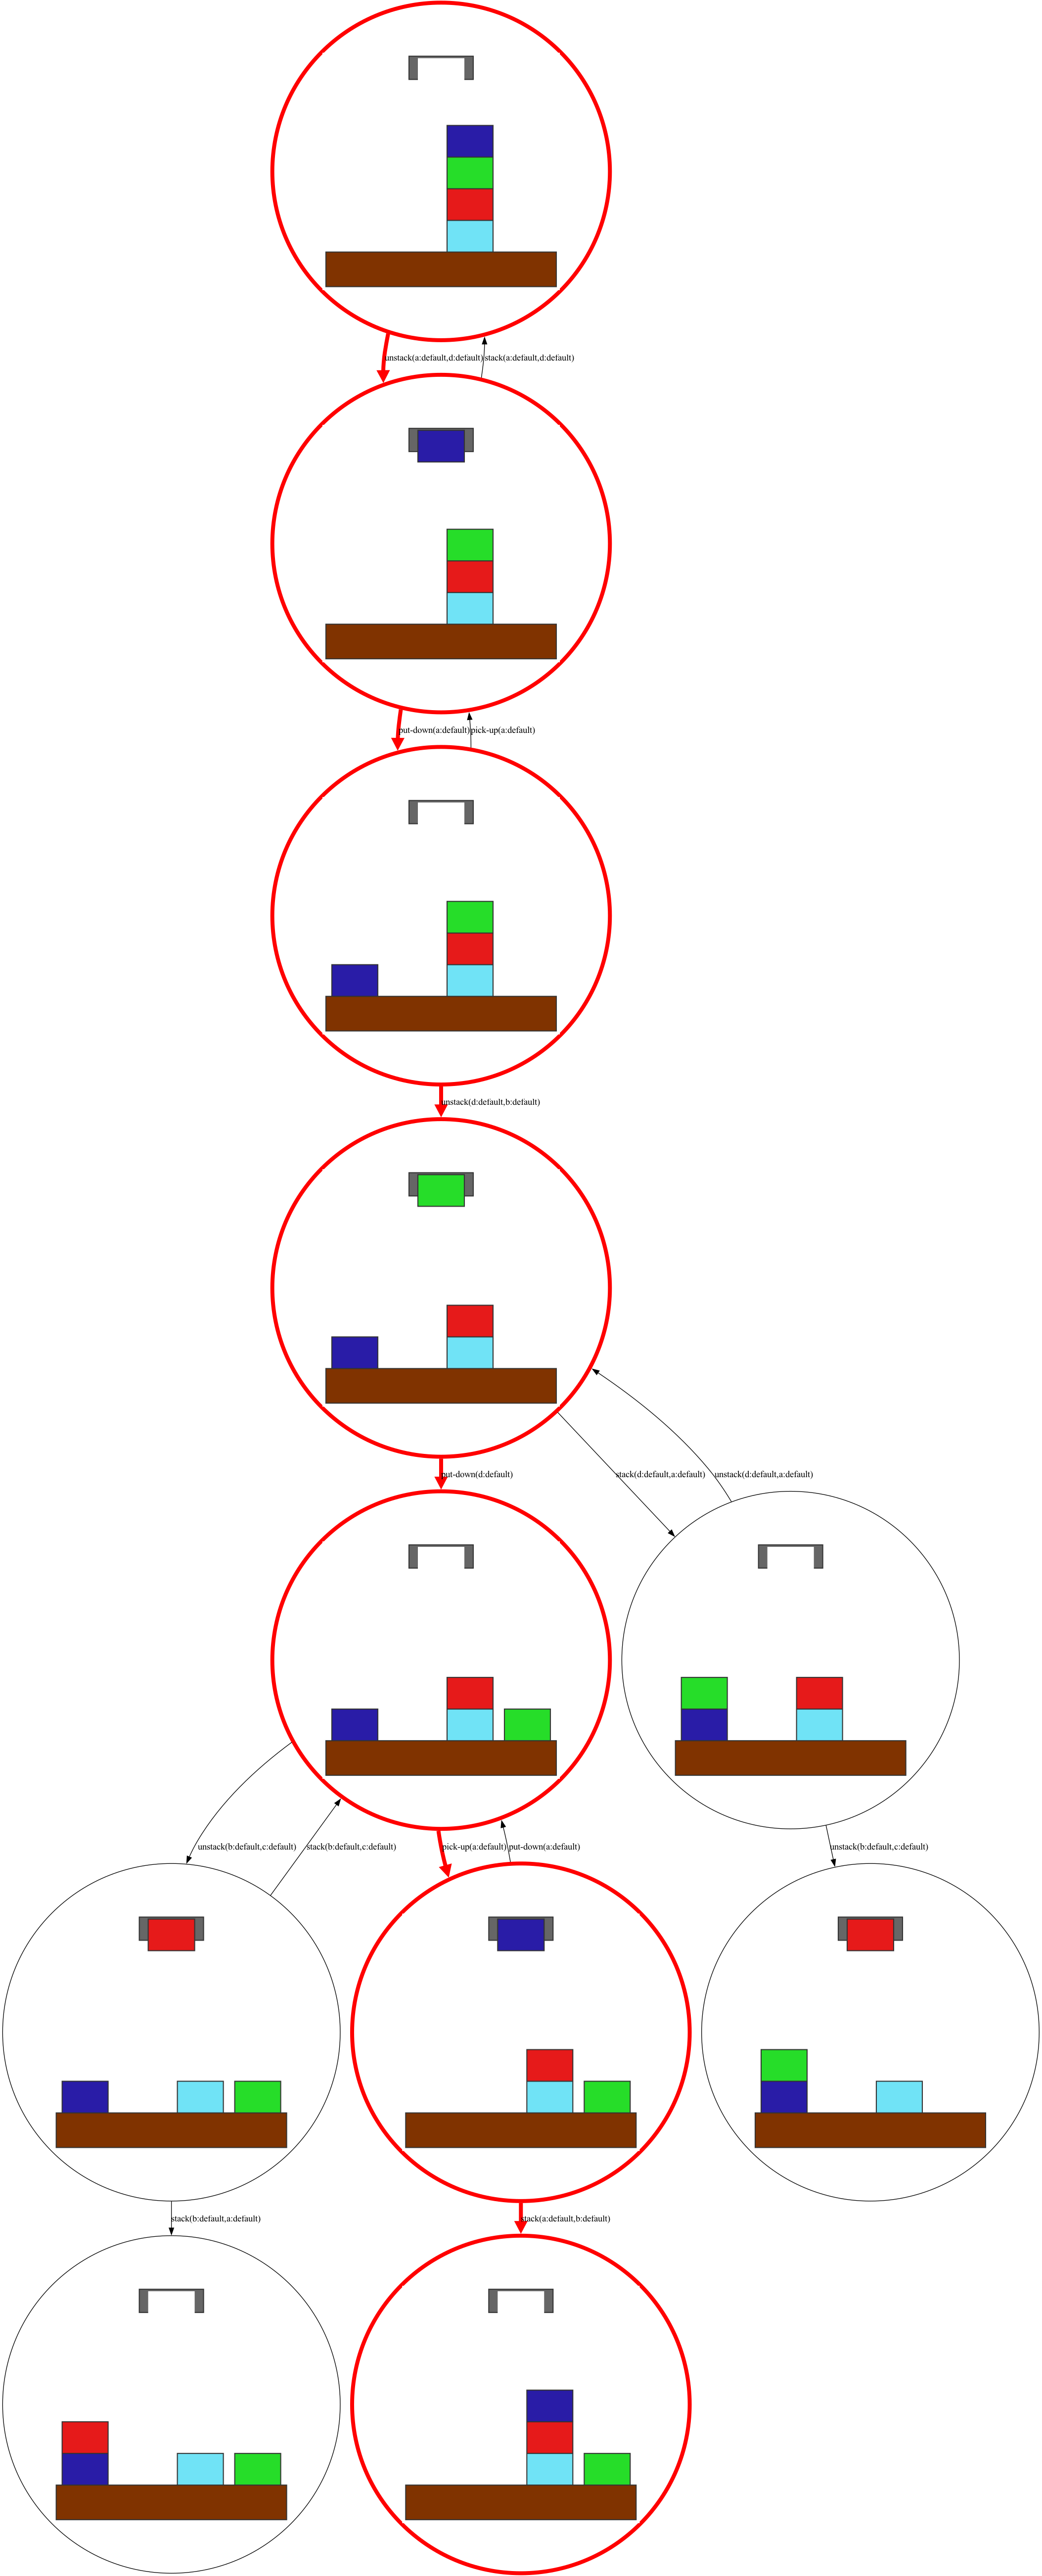 unstack(a:default,d:default)
stack(a:default,d:default)
put-down(a:default)
pick-up(a:default)
unstack(d:default,b:default)
put-down(d:default)
stack(d:default,a:default)
unstack(d:default,a:default)
unstack(b:default,c:default)
stack(b:default,c:default)
pick-up(a:default)
put-down(a:default)
unstack(b:default,c:default)
stack(b:default,a:default)
stack(a:default,b:default)